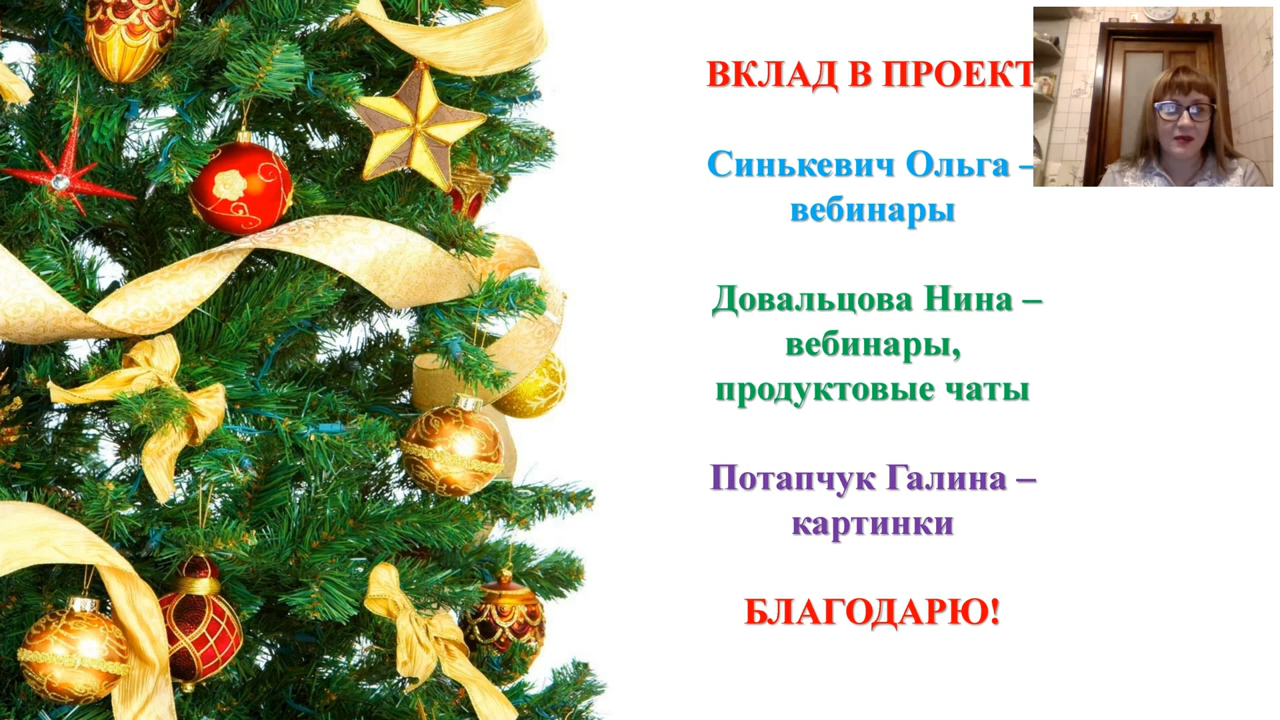 ВКЛАД В ПРОЕКТ
Синькевич Ольга –
вебинары
Довальцова Нина –
вебинары,
продуктовые чаты
Потапчук Галина –
картинки
БЛАГОДАРЮ!